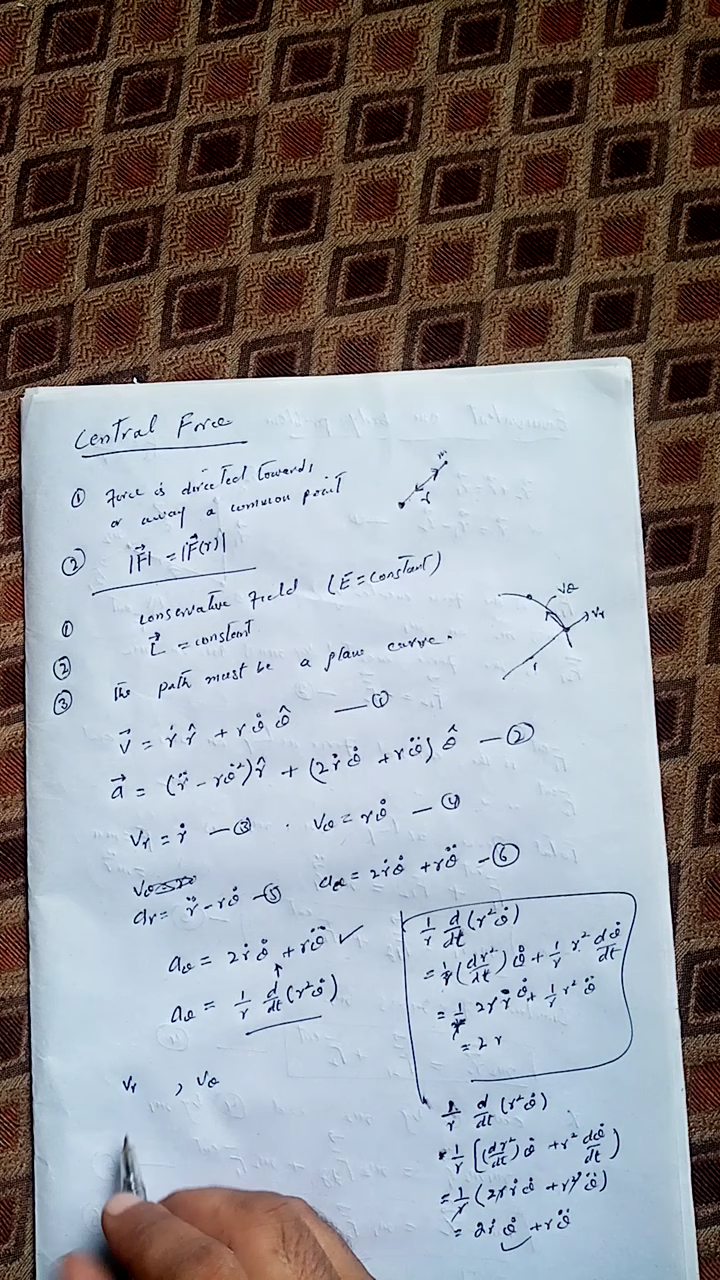 Central Force
① Force is directed towards
or away a common point
② |F⃗| = |F⃗(r)|
① conservative field (E = constant)
② L⃗ = constant
③ The path must be a plane curve.
vθ
vr
r
v⃗ = ṙ r̂ + rθ̇ θ̂ —①
a⃗ = (r̈ - rθ̇²) r̂ + (2ṙθ̇ + rθ̈) θ̂ —②
vr = ṙ —③ . vθ = rθ̇ —④
ar = r̈ - rθ̇ —⑤ aθ = 2ṙθ̇ + rθ̈ —⑥
aθ = 2ṙθ̇ + rθ̈ ✓
aθ = 1/r d/dt (r²θ̇)
vr , vθ
1/r d/dt (r²θ̇)
= 1/r (dr²/dt) θ̇ + 1/r r² dθ̇/dt
= 1/r 2rṙθ̇ + 1/r r² θ̈
= 2r
1/r d/dt (r²θ̇)
= 1/r [(dr²/dt) θ̇ + r² dθ̇/dt)
= 1/r (2rṙθ̇ + r²θ̈)
= 2ṙθ̇ + rθ̈